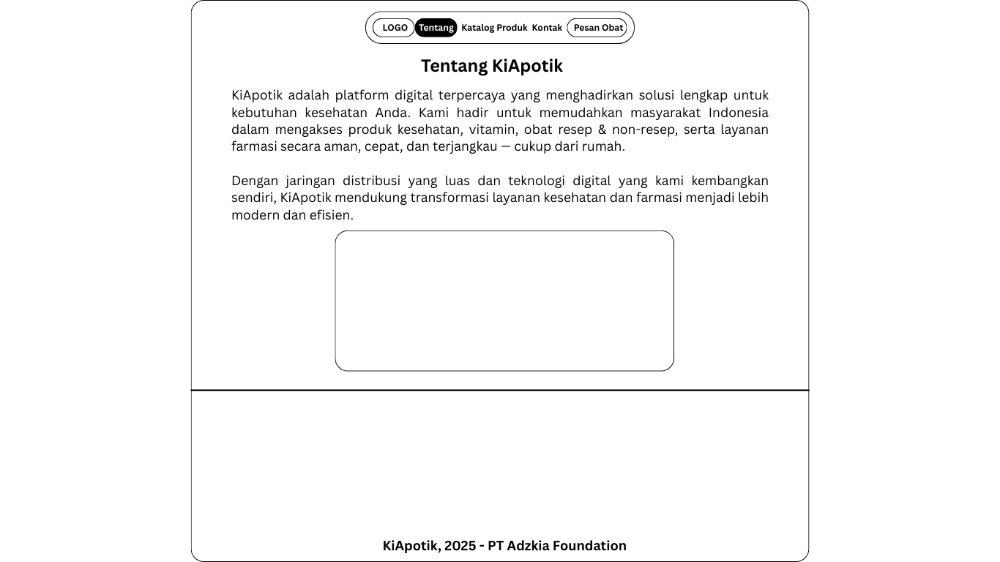 LOGO Tentang Katalog Produk Kontak Pesan Obat
Tentang KiApotik
KiApotik adalah platform digital terpercaya yang menghadirkan solusi lengkap untuk
kebutuhan kesehatan Anda. Kami hadir untuk memudahkan masyarakat Indonesia
dalam mengakses produk kesehatan, vitamin, obat resep & non-resep, serta layanan
farmasi secara aman, cepat, dan terjangkau — cukup dari rumah.
Dengan jaringan distribusi yang luas dan teknologi digital yang kami kembangkan
sendiri, KiApotik mendukung transformasi layanan kesehatan dan farmasi menjadi lebih
modern dan efisien.
KiApotik, 2025 - PT Adzkia Foundation